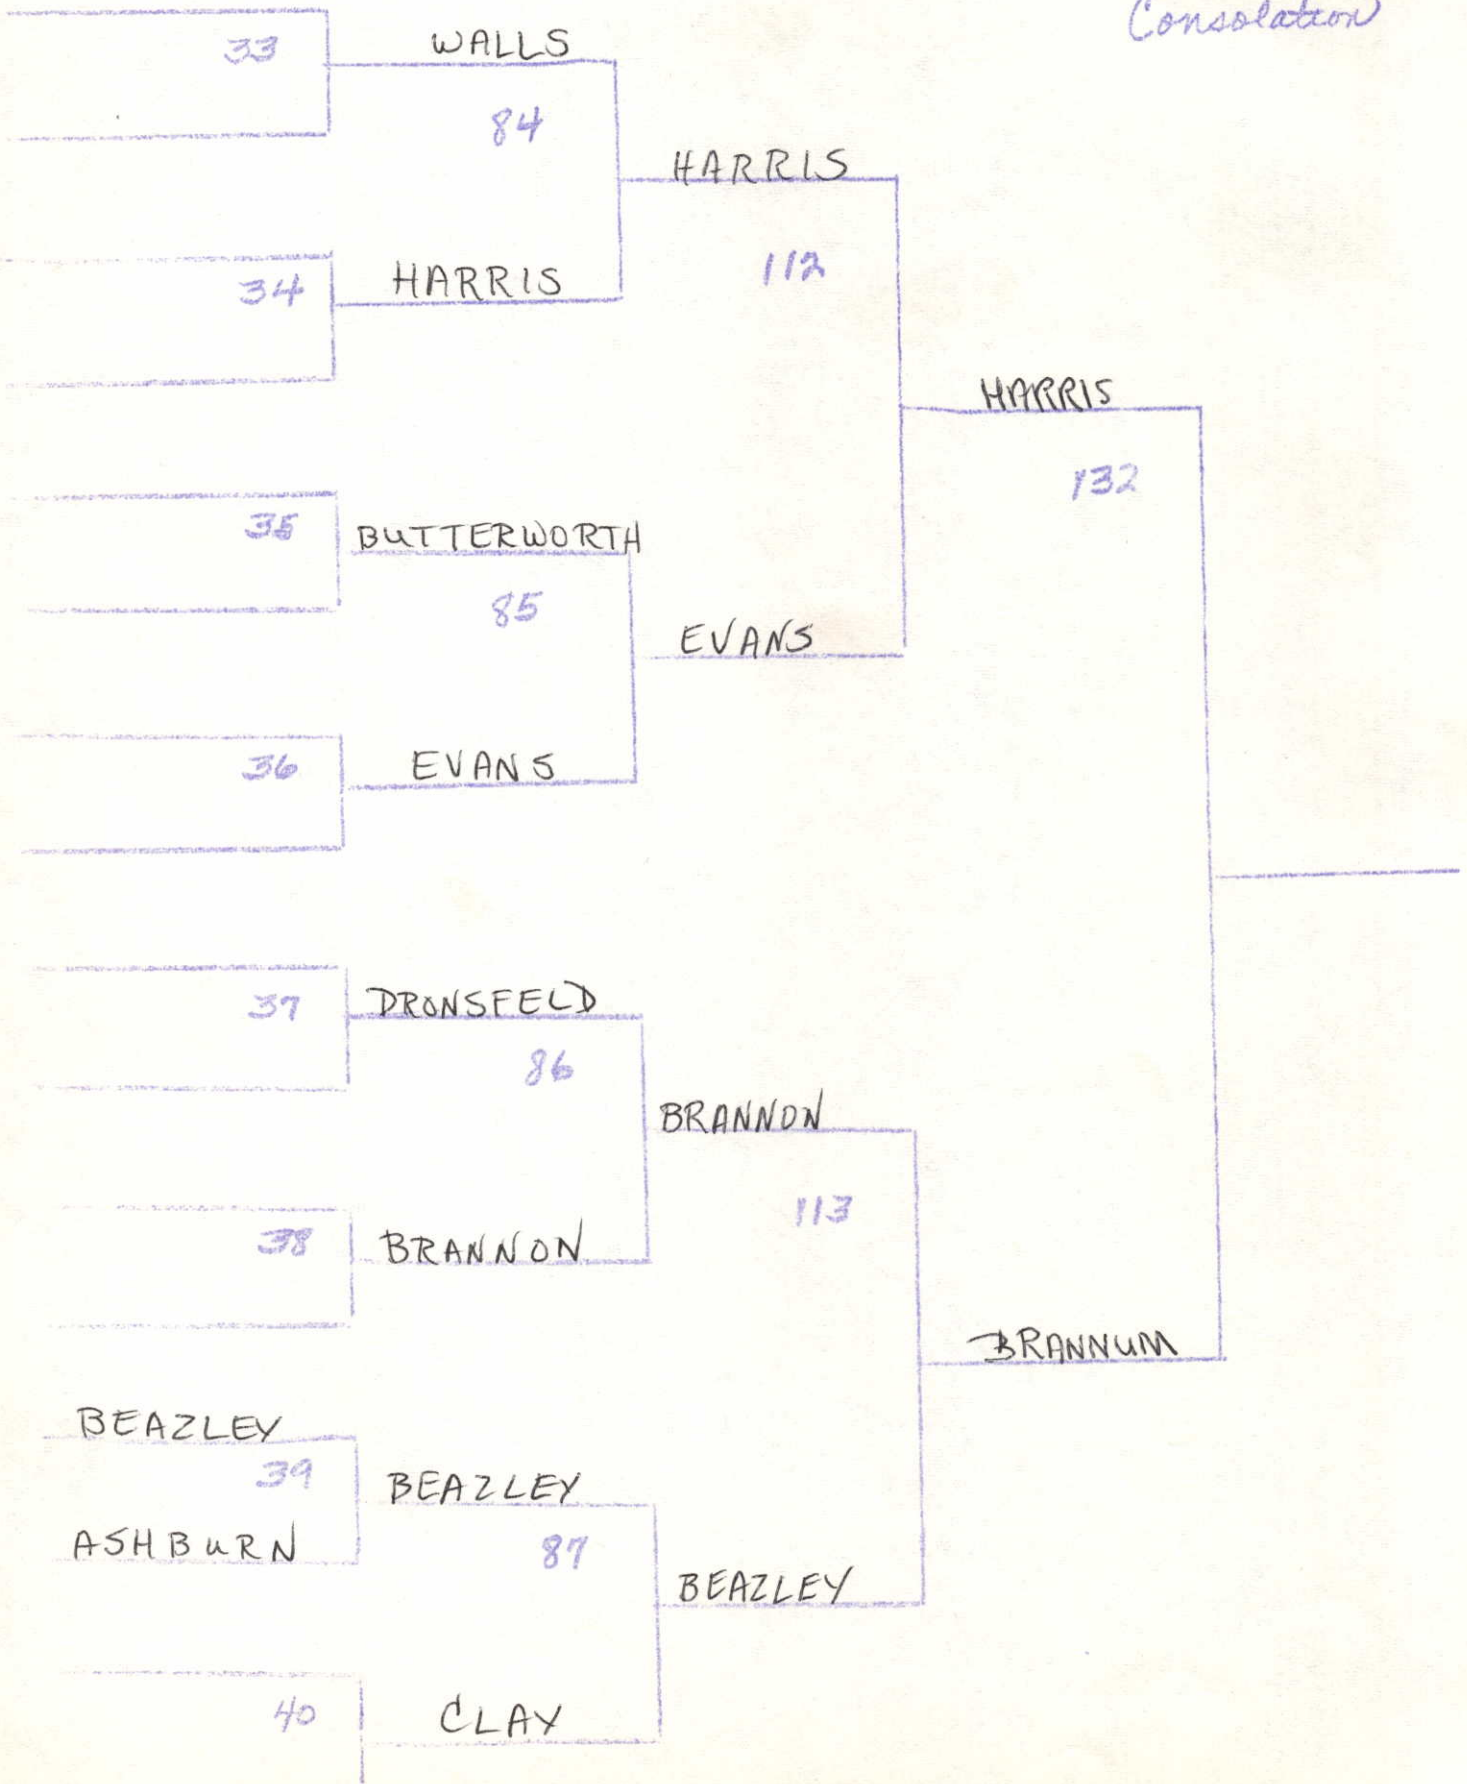 Consolation
33
WALLS
84
HARRIS
112
34
HARRIS
HARRIS
132
35
BUTTERWORTH
85
EVANS
36
EVANS
37
DRONSFELD
86
BRANNON
113
38
BRANNON
BRANNUM
BEAZLEY
39
BEAZLEY
ASHBURN
87
BEAZLEY
40
CLAY